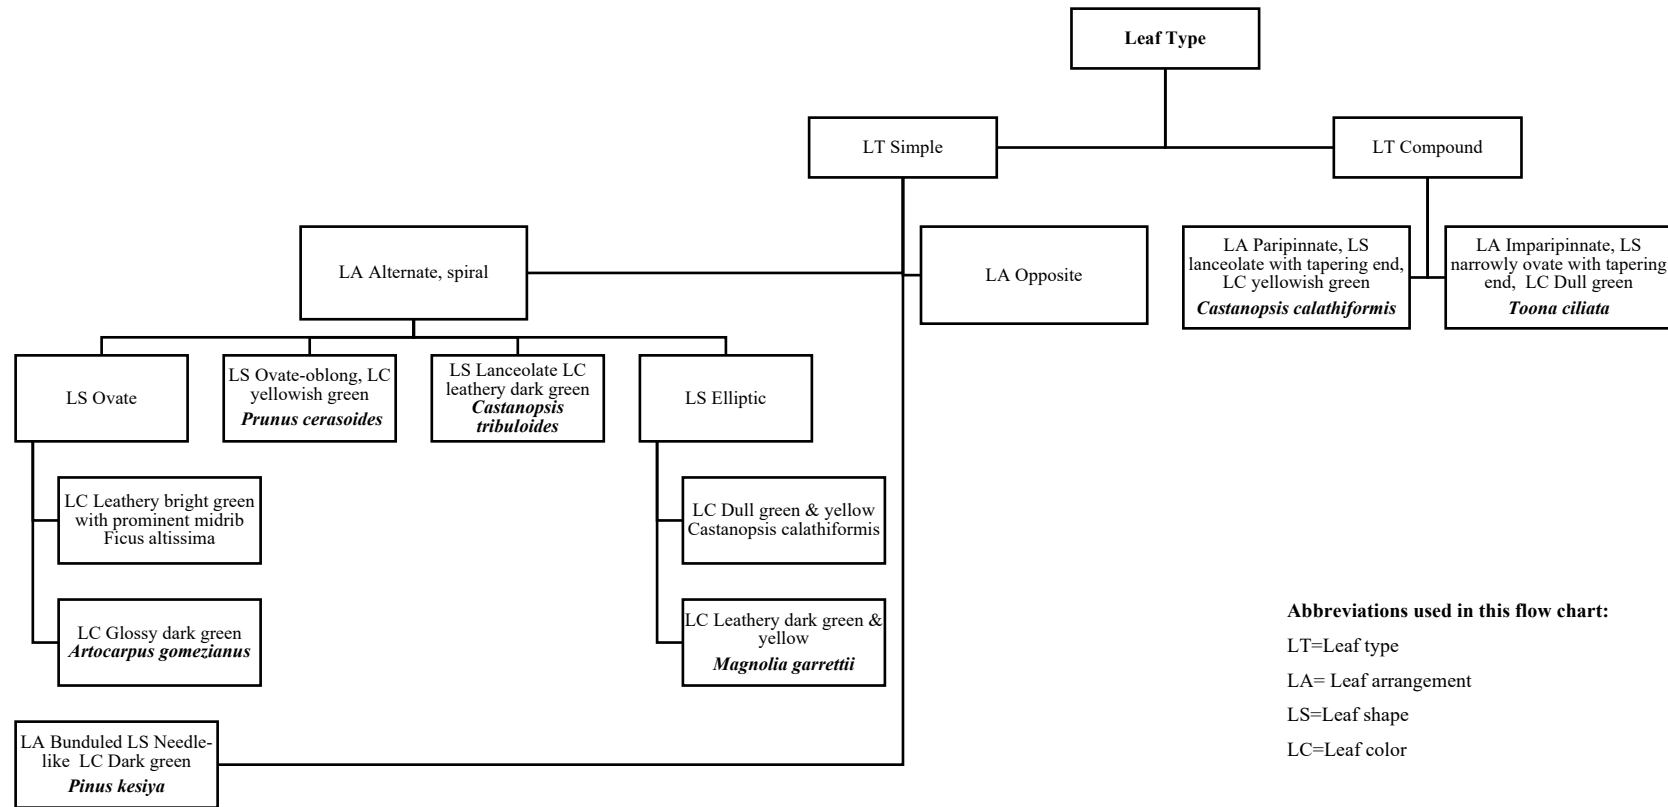 Leaf Type
LT Simple
LT Compound
LA Alternate, spiral
LA Opposite
LA Paripinnate, LS
lanceolate with tapering end,
LC yellowish green
Castanopsis calathiformis
LA Imparipinnate, LS
narrowly ovate with tapering
end, LC Dull green
Toona ciliata
LS Ovate
LS Ovate-oblong, LC
yellowish green
Prunus cerasoides
LS Lanceolate LC
leathery dark green
Castanopsis
tribuloides
LS Elliptic
LC Leathery bright green
with prominent midrib
Ficus altissima
LC Glossy dark green
Artocarpus gomezianus
LC Dull green & yellow
Castanopsis calathiformis
LC Leathery dark green &
yellow
Magnolia garrettii
LA Bunduled LS Needle-
like LC Dark green
Pinus kesiya
Abbreviations used in this flow chart:
LT=Leaf type
LA= Leaf arrangement
LS=Leaf shape
LC=Leaf color